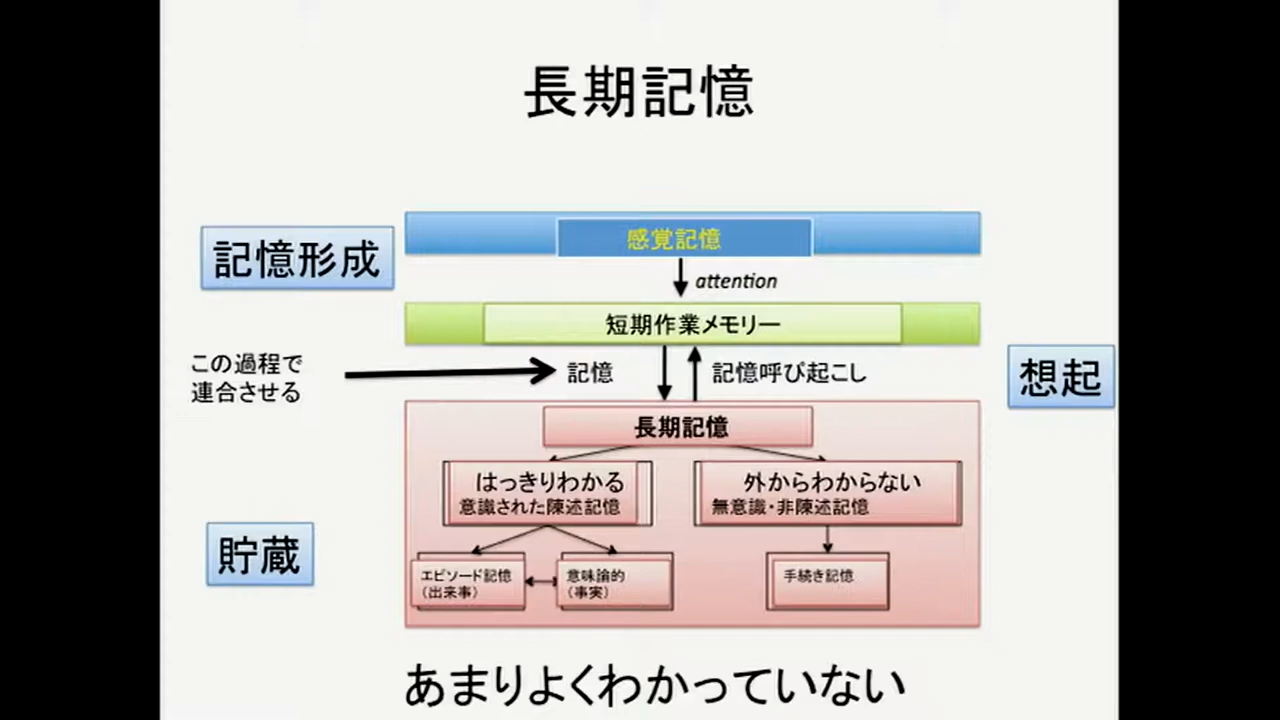 長期記憶
記憶形成
感覚記憶
attention
短期作業メモリー
この過程で
連合させる
記憶
記憶呼び起こし
想起
長期記憶
はっきりわかる
意識された陳述記憶
外からわからない
無意識・非陳述記憶
貯蔵
エピソード記憶
(出来事)
意味論的
(事実)
手続き記憶
あまりよくわかっていない